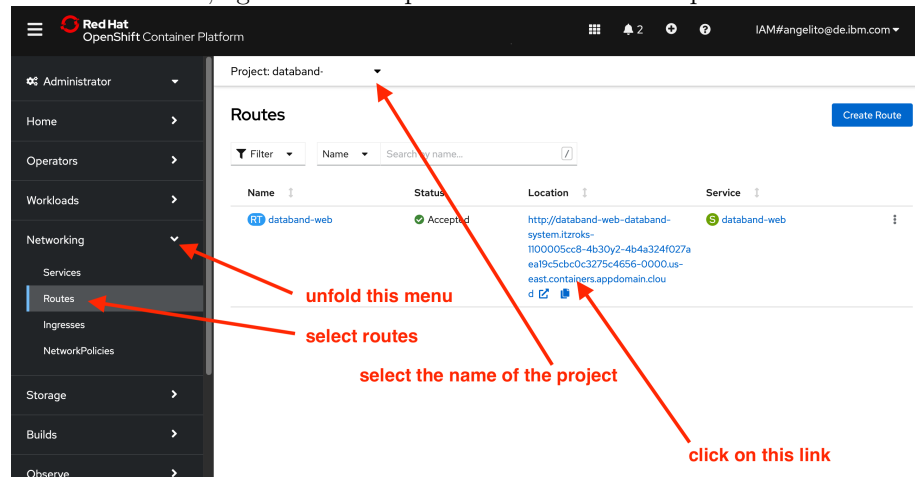 Red Hat
OpenShift Container Platform
2
IAM#angelito@de.ibm.com
Administrator
Project: databand-
Home
Routes
Create Route
Operators
Filter
Name
Search by name...
/
Workloads
Name
Status
Location
Service
RT databand-web
Accepted
http://databand-web-databand-
system.itzroks-
1100005cc8-4b30y2-4b4a324f027a
ea19c5cbc0c3275c4656-0000.us-
east.containers.appdomain.clou
d
S databand-web
Networking
Services
Routes
Ingresses
NetworkPolicies
unfold this menu
select routes
select the name of the project
click on this link
Storage
Builds
Observe